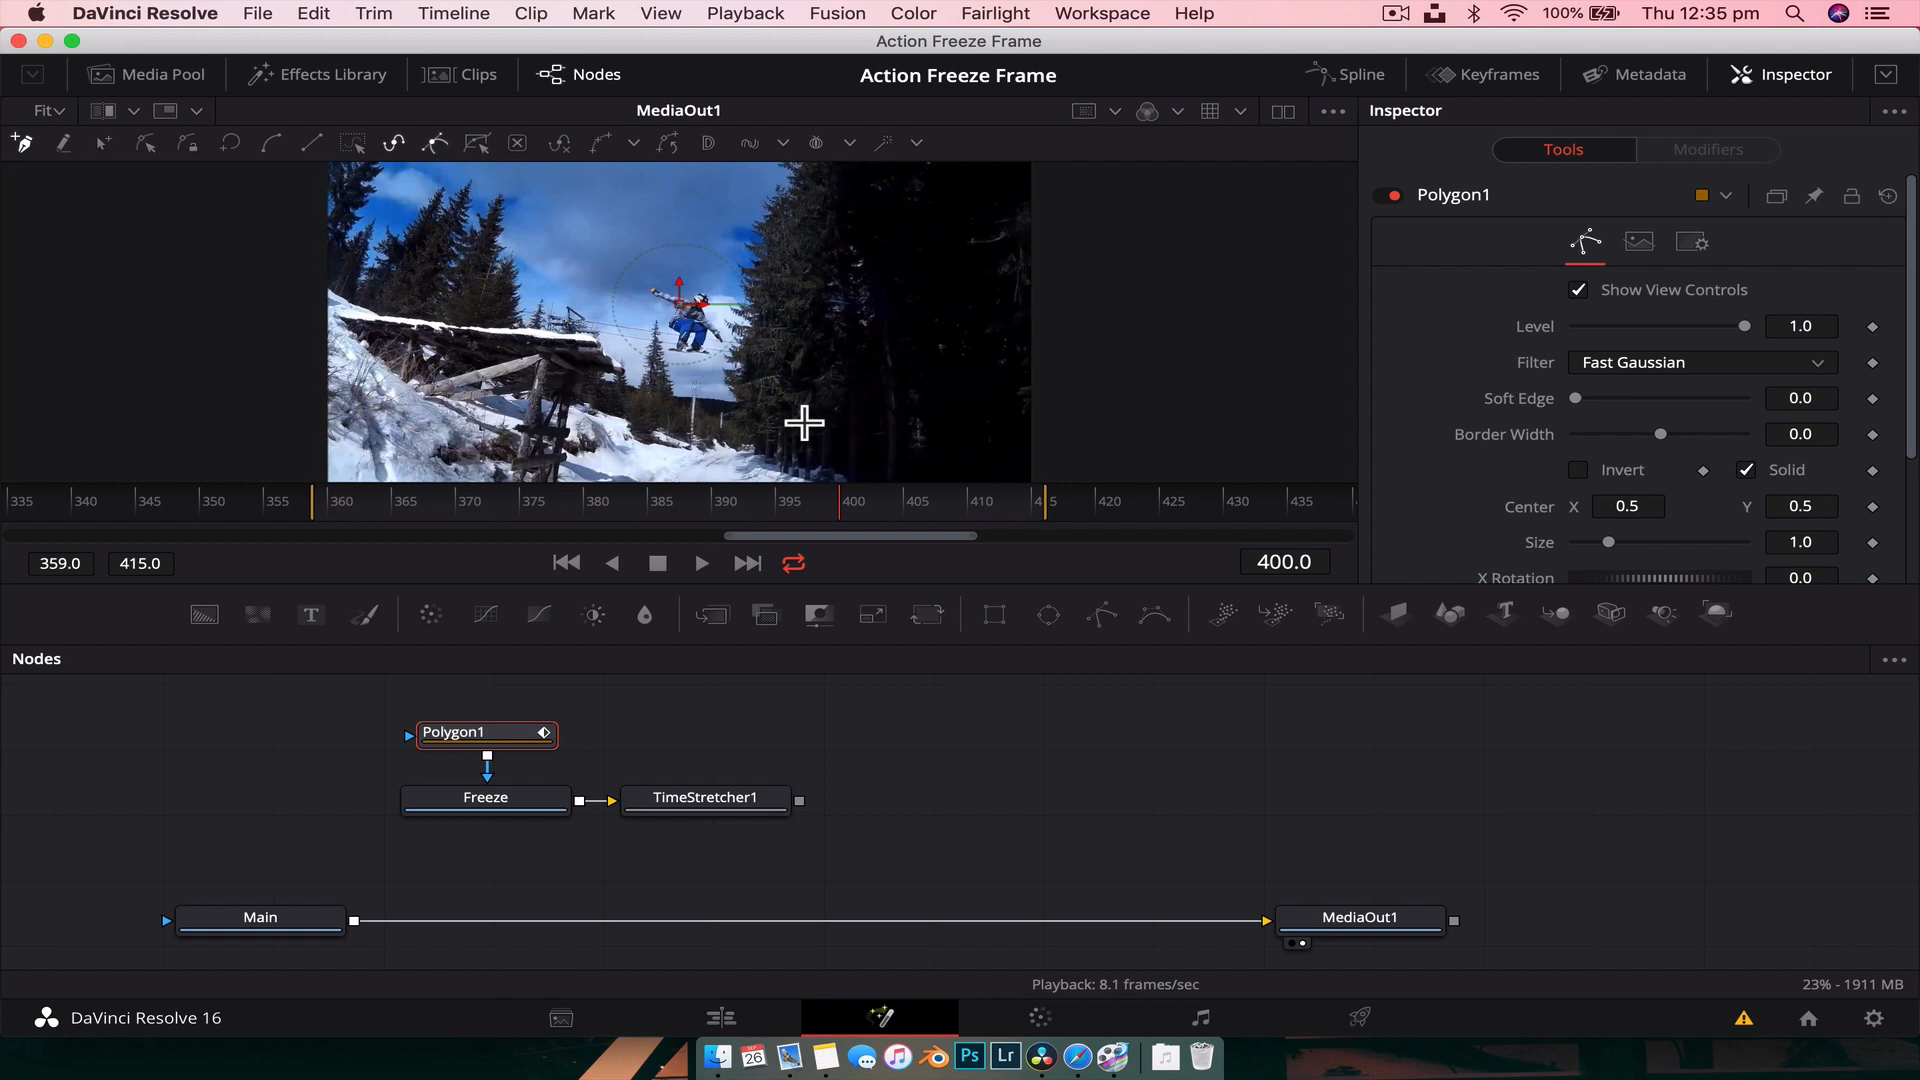 DaVinci Resolve File Edit Trim Timeline Clip Mark View Playback Fusion Color Fairlight Workspace Help 100% Thu 12:35 pm
Action Freeze Frame
Media Pool Effects Library Clips Nodes Action Freeze Frame Spline Keyframes Metadata Inspector
Fit MediaOut1 Inspector
Tools Modifiers
Polygon1
Show View Controls
Level 1.0
Filter Fast Gaussian
Soft Edge 0.0
Border Width 0.0
Invert Solid
335 340 345 350 355 360 365 370 375 380 385 390 395 400 405 410 4 5 420 425 430 435
Center X 0.5 Y 0.5
Size 1.0
359.0 415.0 400.0
X Rotation 0.0
T
Nodes
Polygon1
Freeze TimeStretcher1
Main MediaOut1
Playback: 8.1 frames/sec 23% - 1911 MB
DaVinci Resolve 16
SEP
26 Ps Lr